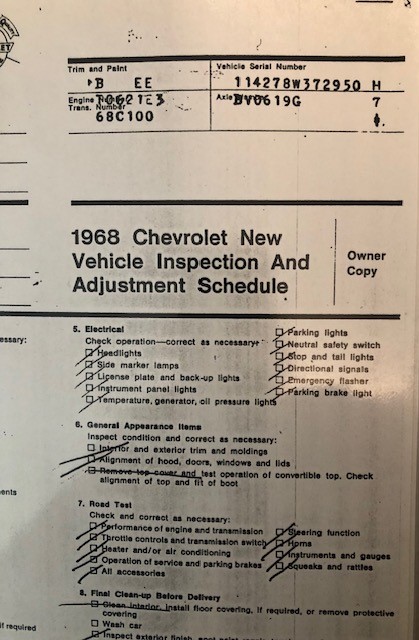 Trim and Paint
Vehicle Serial Number
B EE
114278W372950 H
Engine Number
T0621E3
Axle
BV0619G
7
Trans. Number
68C100
1968 Chevrolet New
Vehicle Inspection And
Adjustment Schedule
Owner
Copy
essary:
ents
if required
5. Electrical
Check operation—correct as necessary:
Headlights
Side marker lamps
License plate and back-up lights
Instrument panel lights
Temperature, generator, oil pressure lights
Parking lights
Neutral safety switch
Stop and tail lights
Directional signals
Emergency flasher
Parking brake light
6. General Appearance Items
Inspect condition and correct as necessary:
Interior and exterior trim and moldings
Alignment of hood, doors, windows and lids
Remove top cover and test operation of convertible top. Check
alignment of top and fit of boot
7. Road Test
Check and correct as necessary:
Performance of engine and transmission
Throttle controls and transmission switch
Heater and/or air conditioning
Operation of service and parking brakes
All accessories
Steering function
Horns
Instruments and gauges
Squeaks and rattles
8. Final Clean-up Before Delivery
Clean interior, install floor covering, if required, or remove protective
covering
Wash car
Inspect exterior finish,